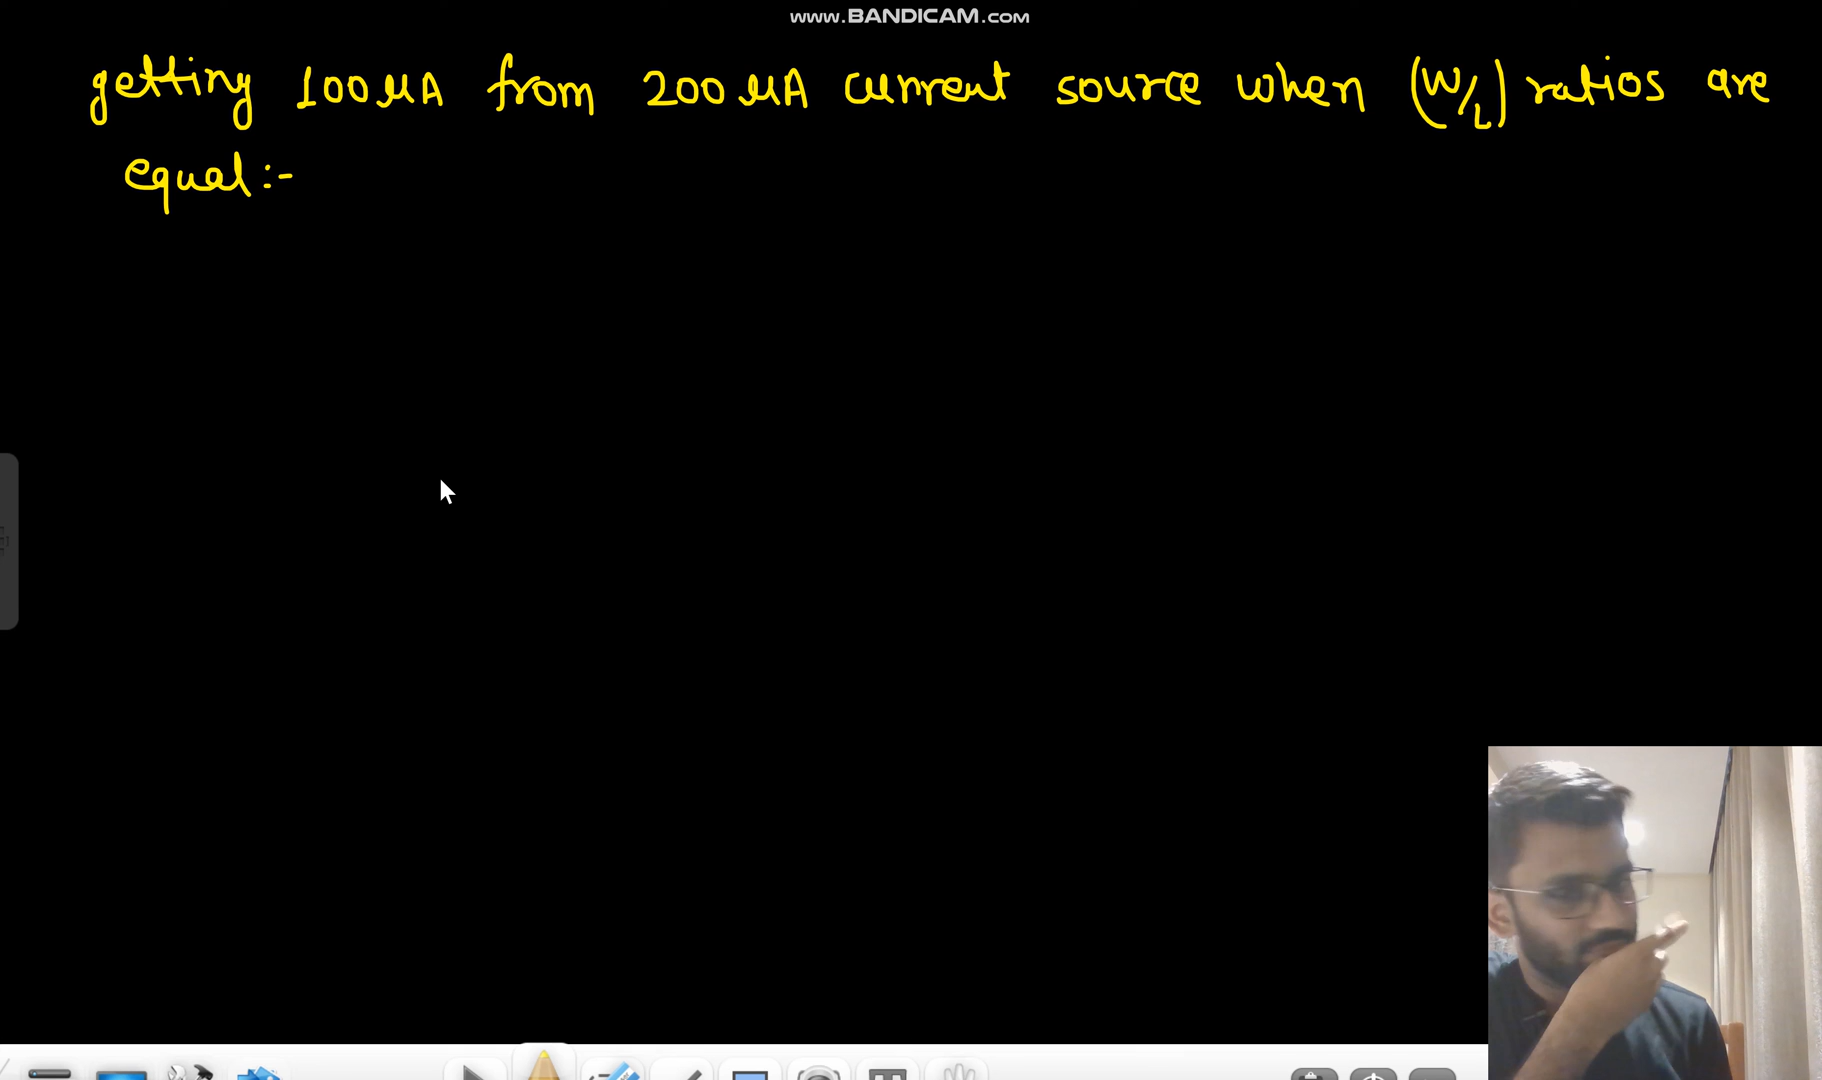 www.BANDICAM.com
getting 100 μA from 200 μA current source when (W/L) ratios are
equal:-